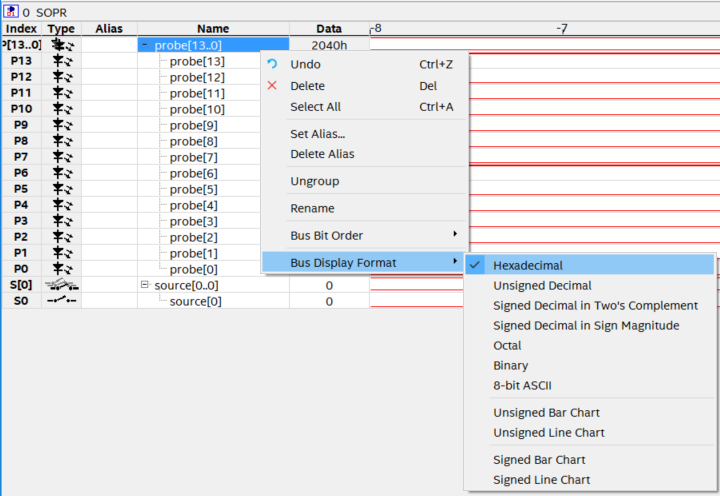 0 SOPR
Index Type Alias Name Data -8 -7
P[13..0] probe[13..0] 2040h
P13 probe[13]
P12 probe[12]
P11 probe[11]
P10 probe[10]
P9 probe[9]
P8 probe[8]
P7 probe[7]
P6 probe[6]
P5 probe[5]
P4 probe[4]
P3 probe[3]
P2 probe[2]
P1 probe[1]
P0 probe[0]
S[0] source[0..0] 0
S0 source[0] 0
Undo Ctrl+Z
Delete Del
Select All Ctrl+A
Set Alias...
Delete Alias
Ungroup
Rename
Bus Bit Order
Bus Display Format
Hexadecimal
Unsigned Decimal
Signed Decimal in Two's Complement
Signed Decimal in Sign Magnitude
Octal
Binary
8-bit ASCII
Unsigned Bar Chart
Unsigned Line Chart
Signed Bar Chart
Signed Line Chart